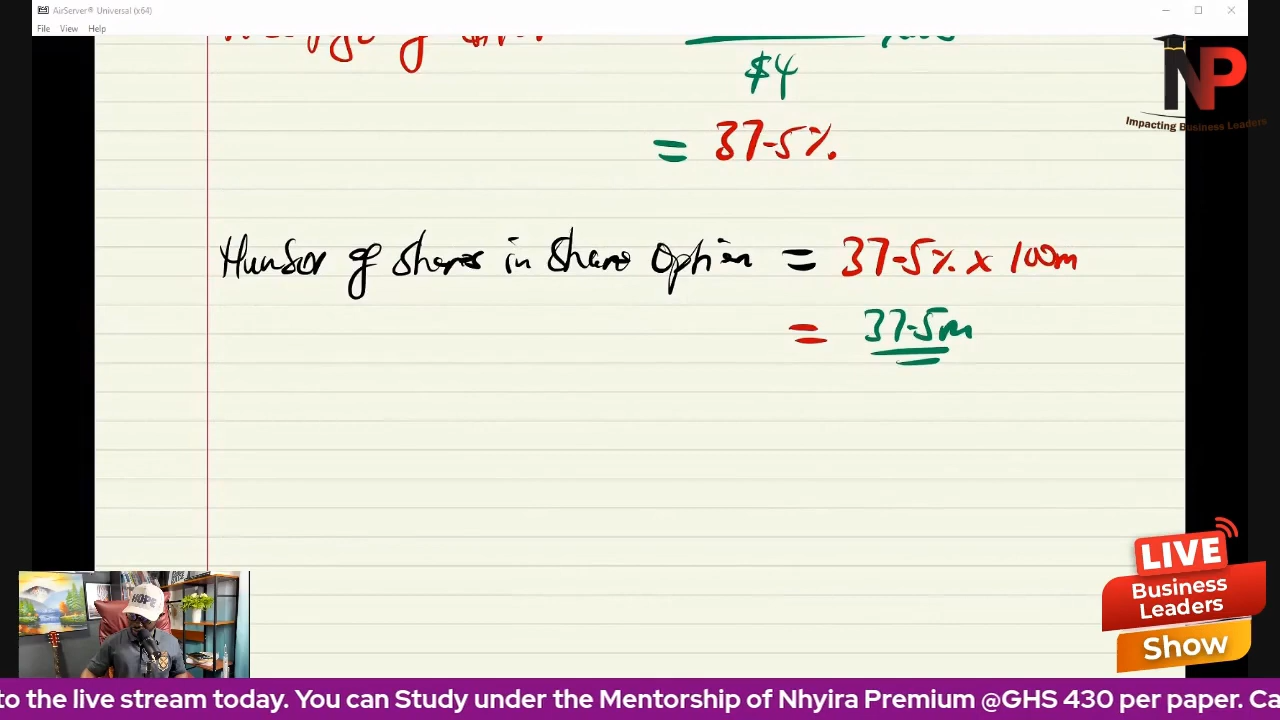 AirServer® Universal (x64)
File View Help
$4
= 37.5%
NP
Impacting Business Leaders
Number of Shares in Share Option = 37.5% x 100m
= 37.5m
HOPE
LIVE
Business
Leaders
Show
to the live stream today. You can Study under the Mentorship of Nhyira Premium @GHS 430 per paper. Ca